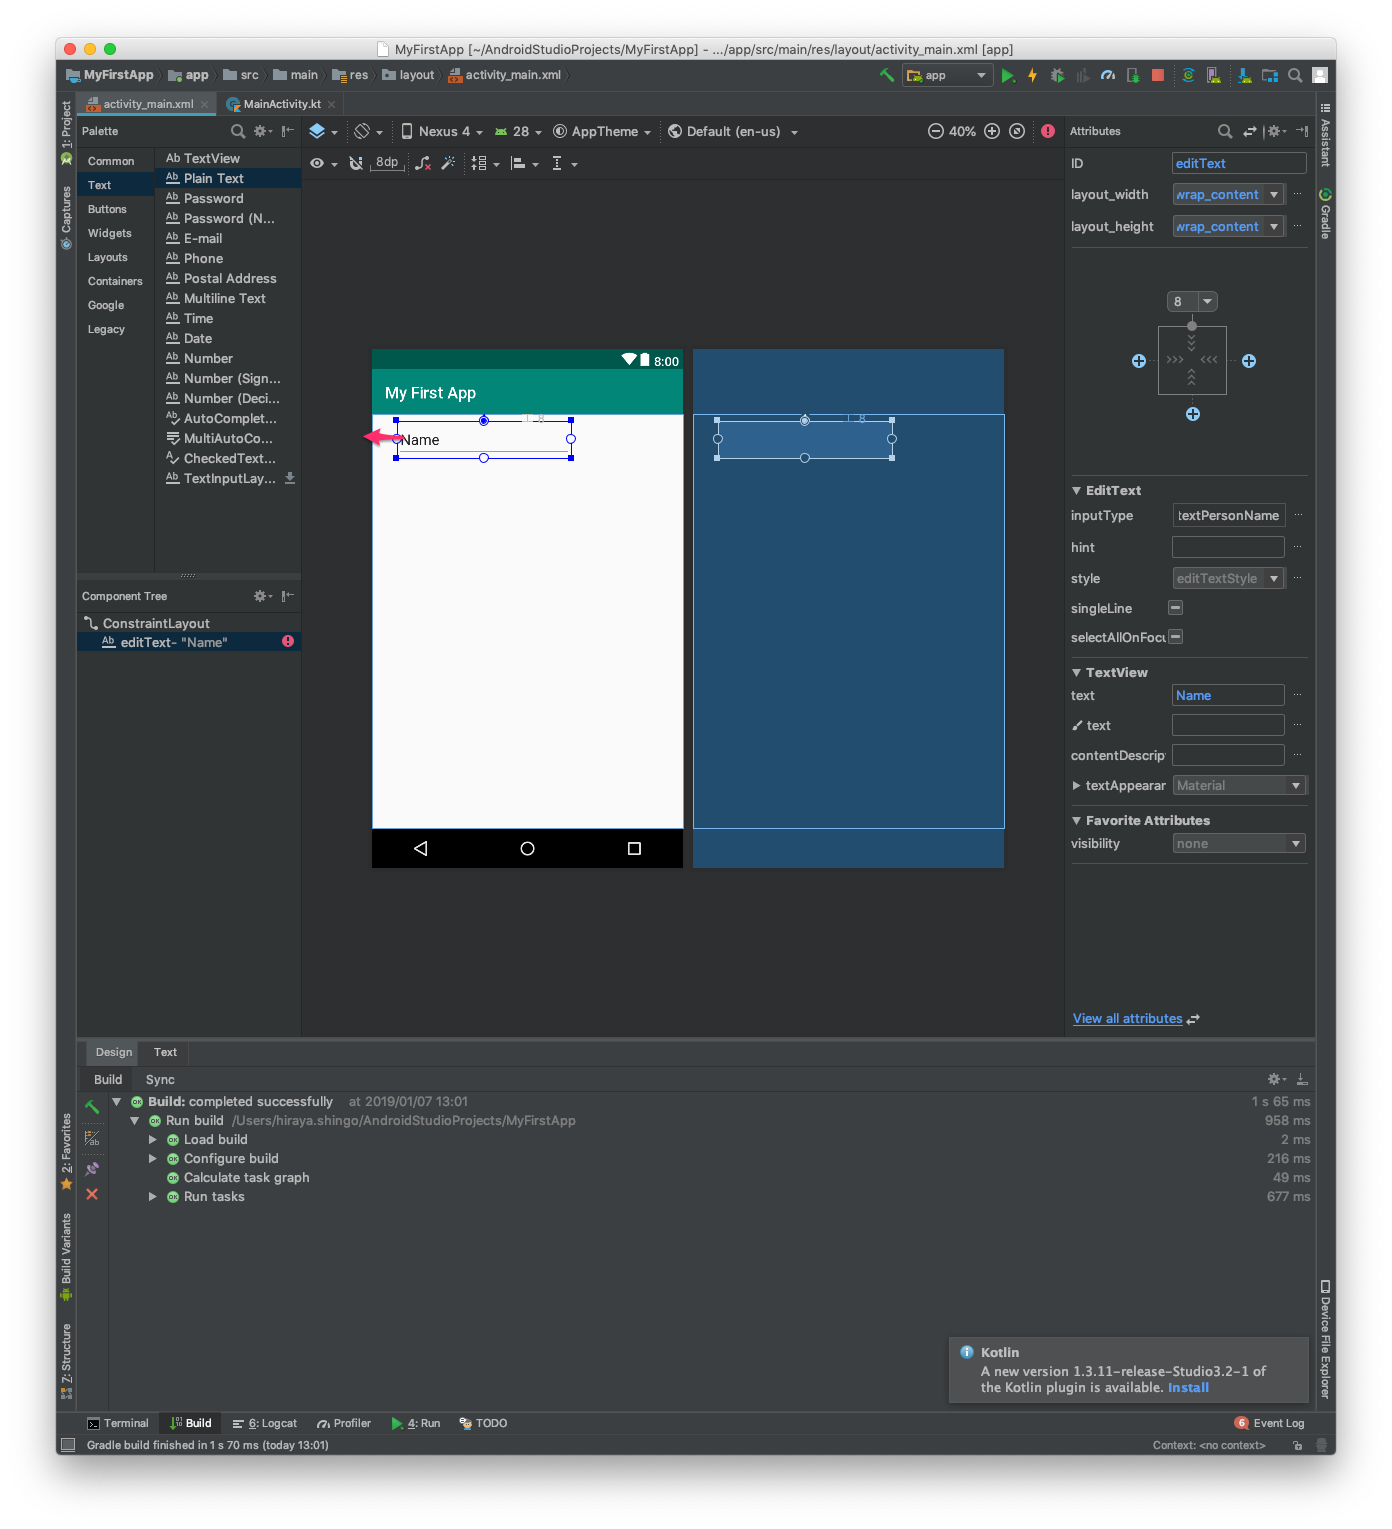 MyFirstApp [~/AndroidStudioProjects/MyFirstApp] - .../app/src/main/res/layout/activity_main.xml [app]
MyFirstApp app src main res layout activity_main.xml app
activity_main.xml MainActivity.kt
1: Project
Captures
Palette
Common
Text
Buttons
Widgets
Layouts
Containers
Google
Legacy
Ab TextView
Ab Plain Text
Ab Password
Ab Password (N...
Ab E-mail
Ab Phone
Ab Postal Address
Ab Multiline Text
Ab Time
Ab Date
Ab Number
Ab Number (Sign...
Ab Number (Deci...
AutoComplet...
MultiAutoCo...
CheckedText...
Ab TextInputLay...
Component Tree
ConstraintLayout
Ab editText- "Name"
Nexus 4 28 AppTheme Default (en-us) 40%
8dp
8:00
My First App
8
Name
8
Attributes
ID editText
layout_width wrap_content
layout_height wrap_content
8
EditText
inputType textPersonName
hint
style editTextStyle
singleLine
selectAllOnFocu
TextView
text Name
text
contentDescrip
textAppearar Material
Favorite Attributes
visibility none
View all attributes
Assistant
Gradle
Device File Explorer
Design Text
Build Sync
Build: completed successfully at 2019/01/07 13:01 1 s 65 ms
Run build /Users/hiraya.shingo/AndroidStudioProjects/MyFirstApp 958 ms
Load build 2 ms
Configure build 216 ms
Calculate task graph 49 ms
Run tasks 677 ms
2: Favorites
Build Variants
Z: Structure
Kotlin
A new version 1.3.11-release-Studio3.2-1 of
the Kotlin plugin is available. Install
Terminal Build 6: Logcat Profiler 4: Run TODO 6 Event Log
Gradle build finished in 1 s 70 ms (today 13:01) Context: <no context>